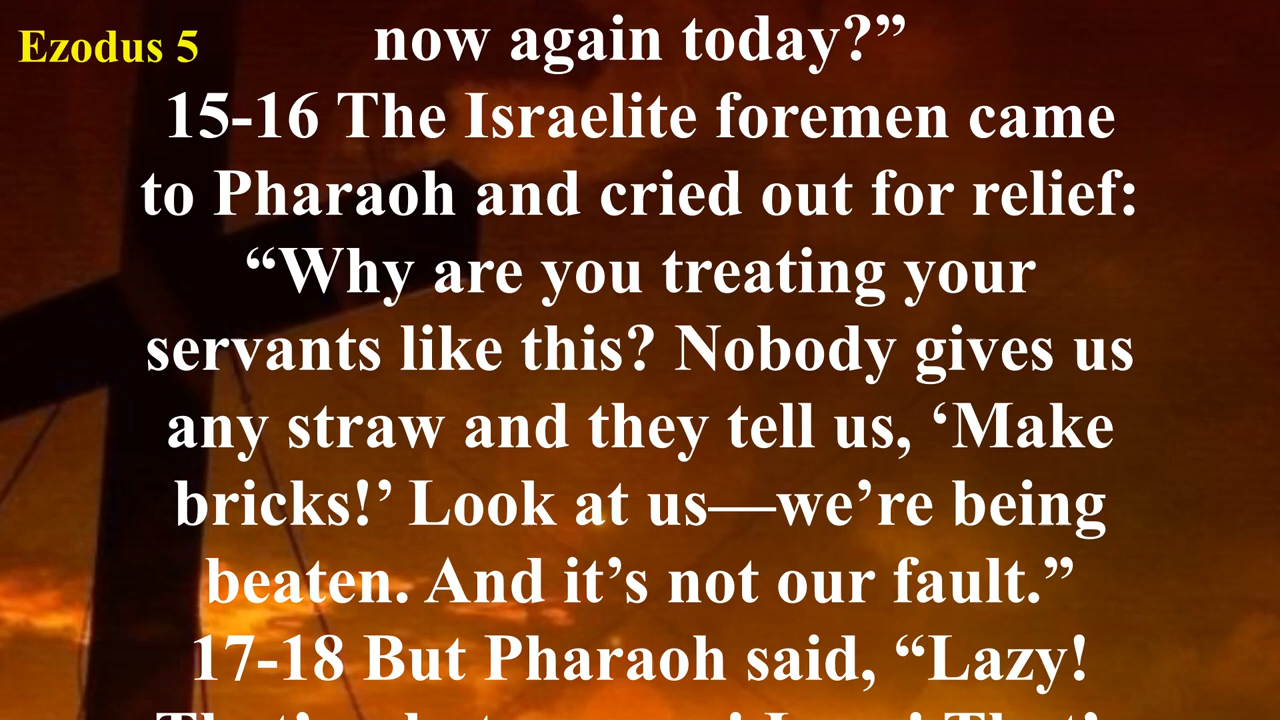 Ezodus 5
now again today?”
15-16 The Israelite foremen came
to Pharaoh and cried out for relief:
“Why are you treating your
servants like this? Nobody gives us
any straw and they tell us, ‘Make
bricks!’ Look at us—we’re being
beaten. And it’s not our fault.”
17-18 But Pharaoh said, “Lazy!